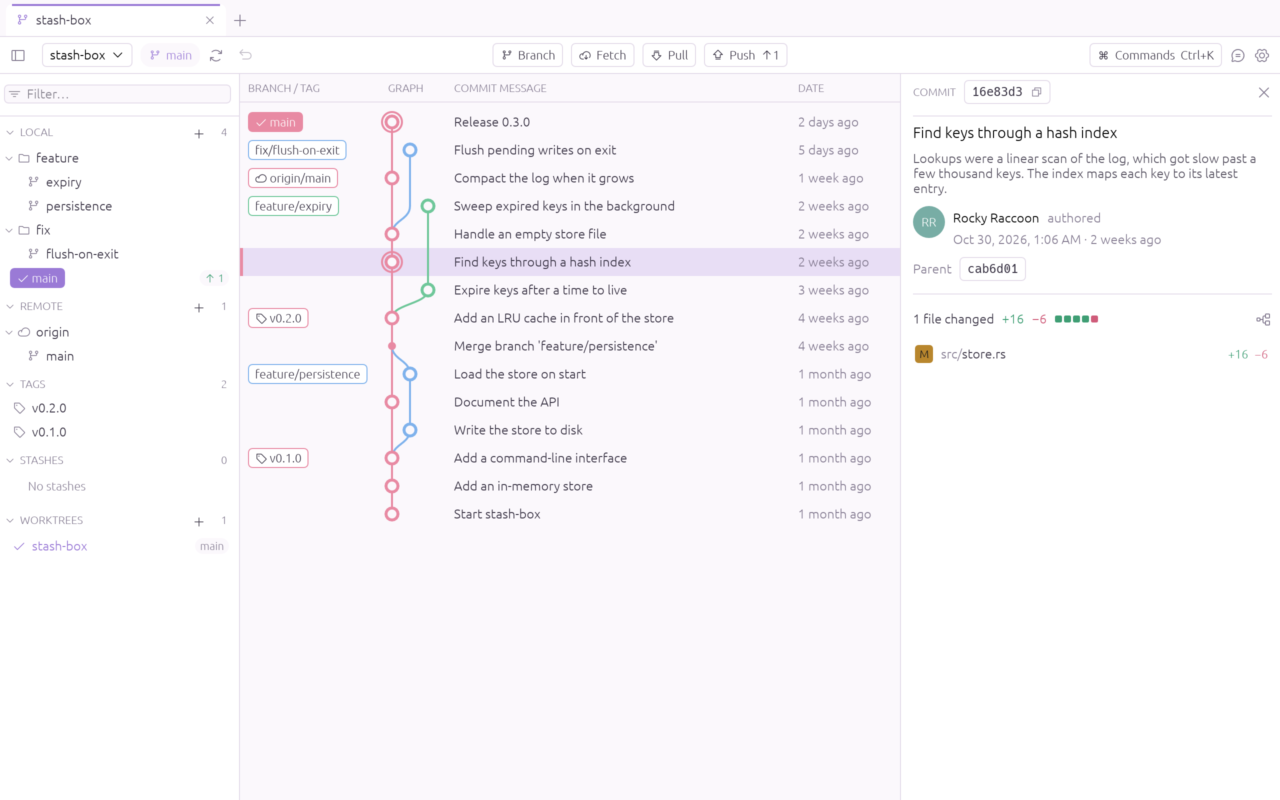 stash-box
stash-box
main
Branch
Fetch
Pull
Push ↑1
⌘ Commands Ctrl+K
Filter…
LOCAL 4
feature
expiry
persistence
fix
flush-on-exit
main ↑ 1
REMOTE 1
origin
main
TAGS 2
v0.2.0
v0.1.0
STASHES 0
No stashes
WORKTREES 1
stash-box main
BRANCH / TAG GRAPH COMMIT MESSAGE DATE
main Release 0.3.0 2 days ago
fix/flush-on-exit Flush pending writes on exit 5 days ago
origin/main Compact the log when it grows 1 week ago
feature/expiry Sweep expired keys in the background 2 weeks ago
Handle an empty store file 2 weeks ago
Find keys through a hash index 2 weeks ago
Expire keys after a time to live 3 weeks ago
v0.2.0 Add an LRU cache in front of the store 4 weeks ago
Merge branch 'feature/persistence' 4 weeks ago
feature/persistence Load the store on start 1 month ago
Document the API 1 month ago
Write the store to disk 1 month ago
v0.1.0 Add a command-line interface 1 month ago
Add an in-memory store 1 month ago
Start stash-box 1 month ago
COMMIT 16e83d3
Find keys through a hash index
Lookups were a linear scan of the log, which got slow past a
few thousand keys. The index maps each key to its latest
entry.
RR Rocky Raccoon authored
Oct 30, 2026, 1:06 AM · 2 weeks ago
Parent cab6d01
1 file changed +16 −6
M src/store.rs +16 −6